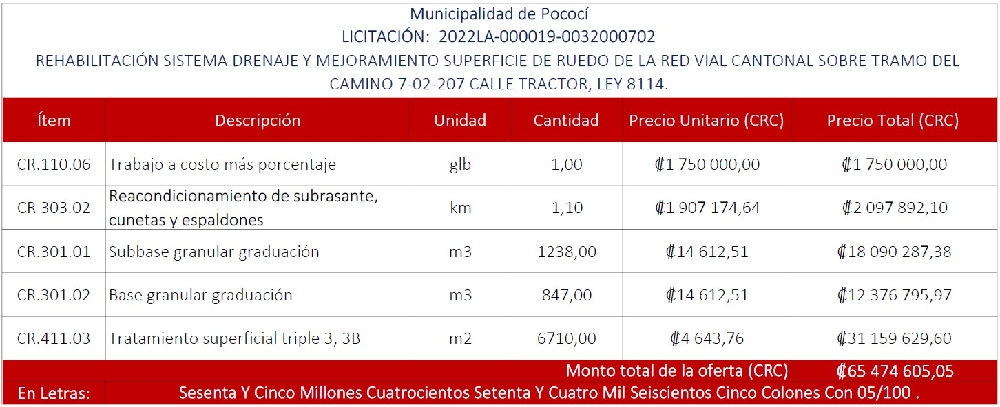 Municipalidad de Pococí
LICITACIÓN: 2022LA-000019-0032000702
REHABILITACIÓN SISTEMA DRENAJE Y MEJORAMIENTO SUPERFICIE DE RUEDO DE LA RED VIAL CANTONAL SOBRE TRAMO DEL
CAMINO 7-02-207 CALLE TRACTOR, LEY 8114.
Ítem Descripción Unidad Cantidad Precio Unitario (CRC) Precio Total (CRC)
CR.110.06 Trabajo a costo más porcentaje glb 1,00 ₡1 750 000,00 ₡1 750 000,00
CR 303.02 Reacondicionamiento de subrasante,
cunetas y espaldones km 1,10 ₡1 907 174,64 ₡2 097 892,10
CR.301.01 Subbase granular graduación m3 1238,00 ₡14 612,51 ₡18 090 287,38
CR.301.02 Base granular graduación m3 847,00 ₡14 612,51 ₡12 376 795,97
CR.411.03 Tratamiento superficial triple 3, 3B m2 6710,00 ₡4 643,76 ₡31 159 629,60
Monto total de la oferta (CRC) ₡65 474 605,05
En Letras: Sesenta Y Cinco Millones Cuatrocientos Setenta Y Cuatro Mil Seiscientos Cinco Colones Con 05/100 .